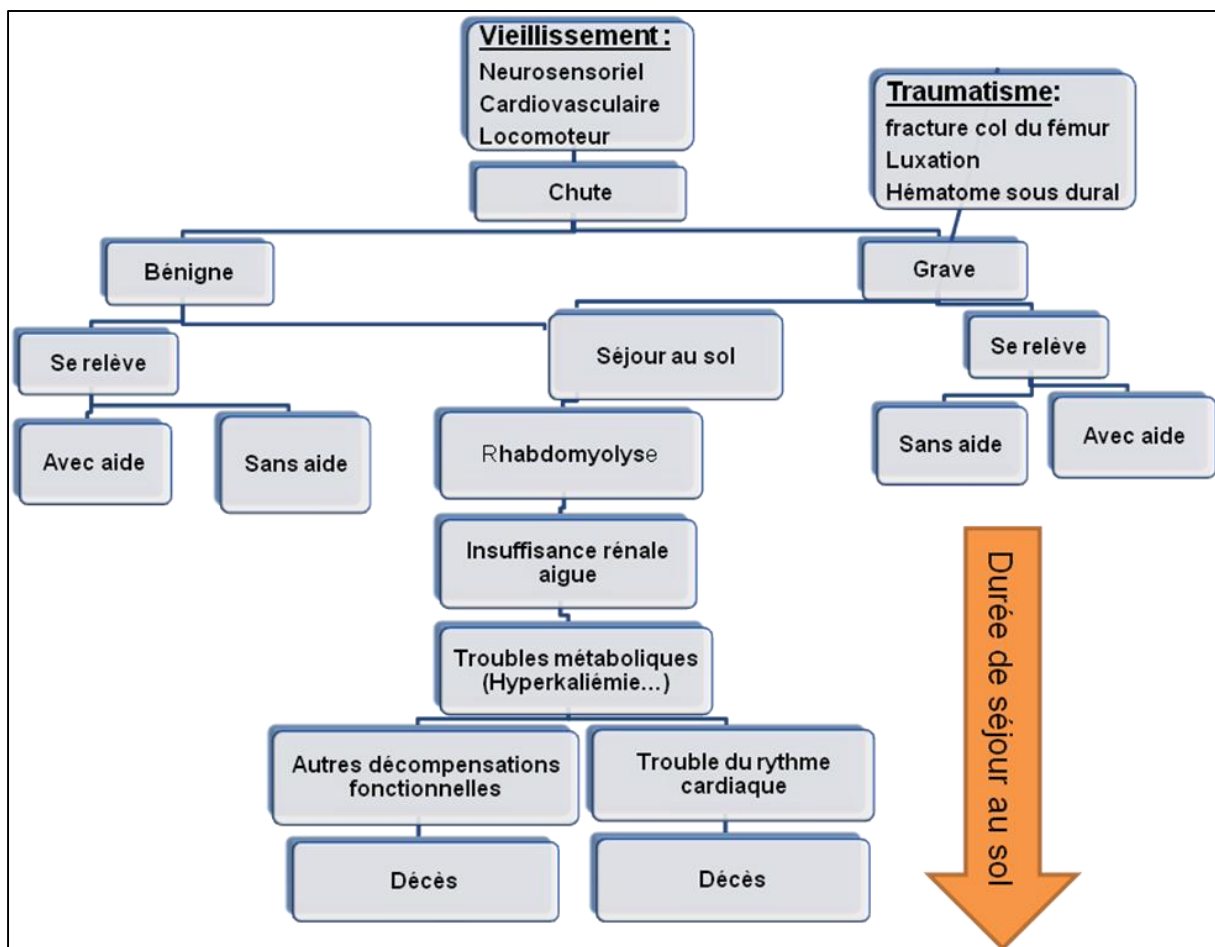 Vieillissement :
Neurosensoriel
Cardiovasculaire
Locomoteur
Traumatisme:
fracture col du fémur
Luxation
Hématome sous dural
Chute
Bénigne
Grave
Se relève
Séjour au sol
Se relève
Avec aide
Sans aide
Rhabdomyolyse
Sans aide
Avec aide
Insuffisance rénale
aigue
Troubles métaboliques
(Hyperkaliémie...)
Autres décompensations
fonctionnelles
Trouble du rythme
cardiaque
Décès
Décès
Durée de séjour au sol